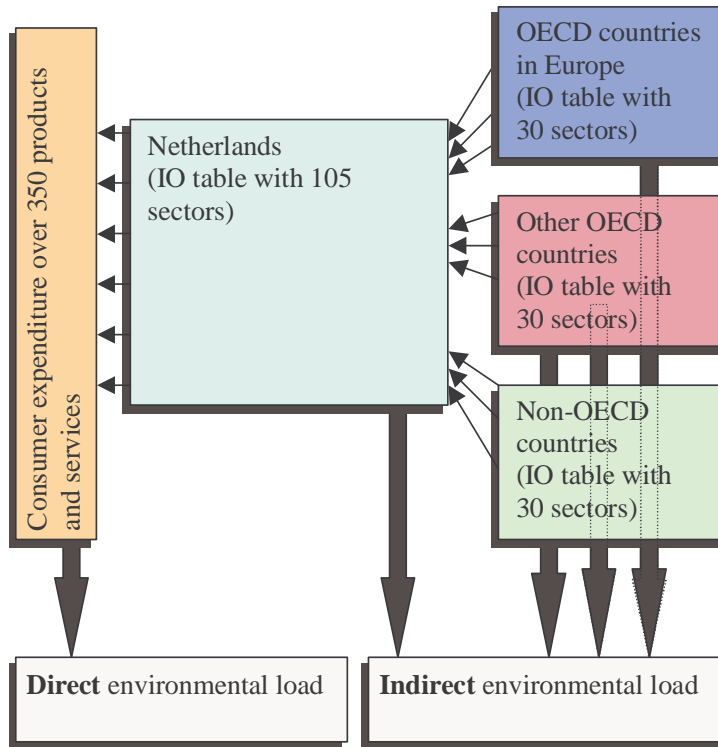 Consumer expenditure over 350 products
and services
Netherlands
(IO table with 105
sectors)
OECD countries
in Europe
(IO table with
30 sectors)
Other OECD
countries
(IO table with
30 sectors)
Non-OECD
countries
(IO table with
30 sectors)
Direct environmental load
Indirect environmental load